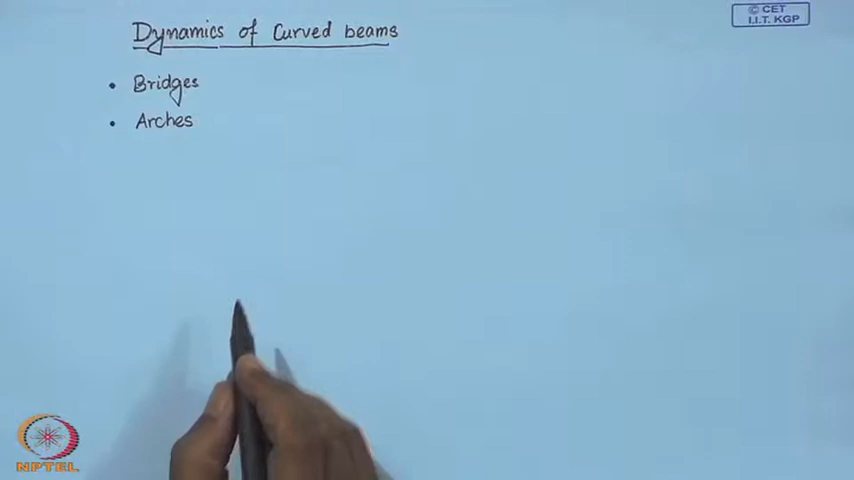 Dynamics of Curved beams
© CET
I.I.T. KGP
• Bridges
• Arches
NPTEL